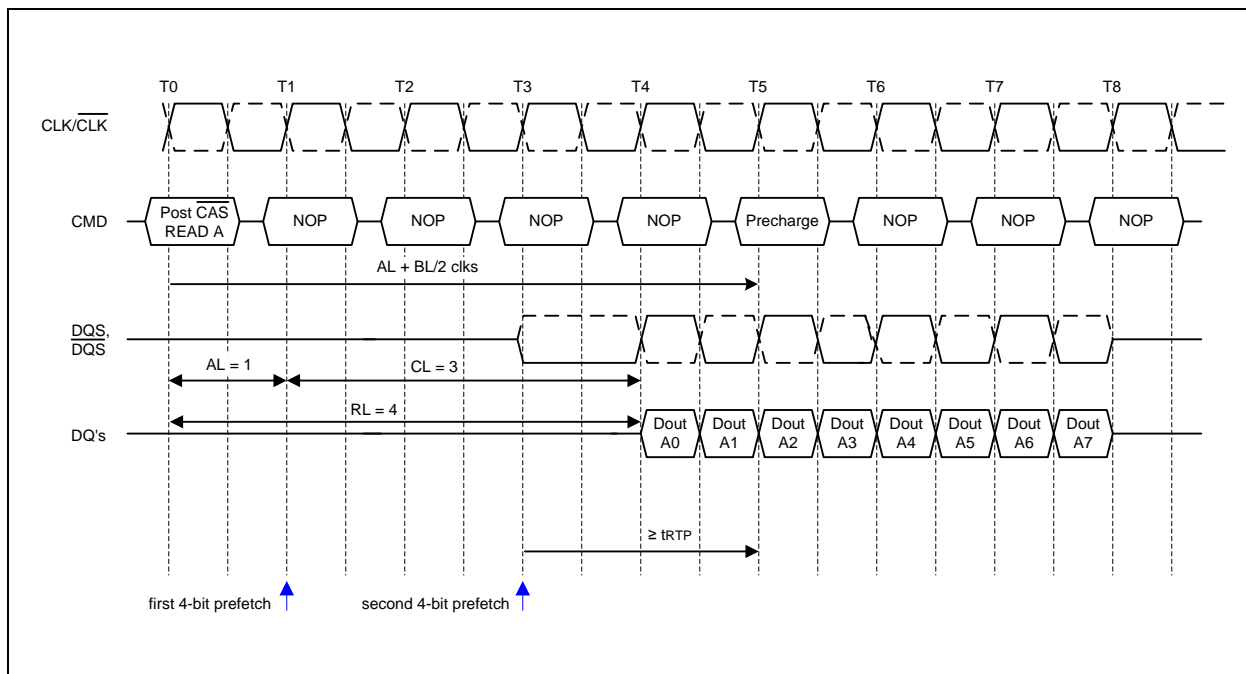 T0 T1 T2 T3 T4 T5 T6 T7 T8
CLK/CLK
CMD
Post CAS
READ A
NOP NOP NOP NOP Precharge NOP NOP NOP
AL + BL/2 clks
DQS,
DQS
AL = 1
CL = 3
RL = 4
DQ's
Dout Dout Dout Dout Dout Dout Dout Dout
A0 A1 A2 A3 A4 A5 A6 A7
≥ tRTP
first 4-bit prefetch
second 4-bit prefetch